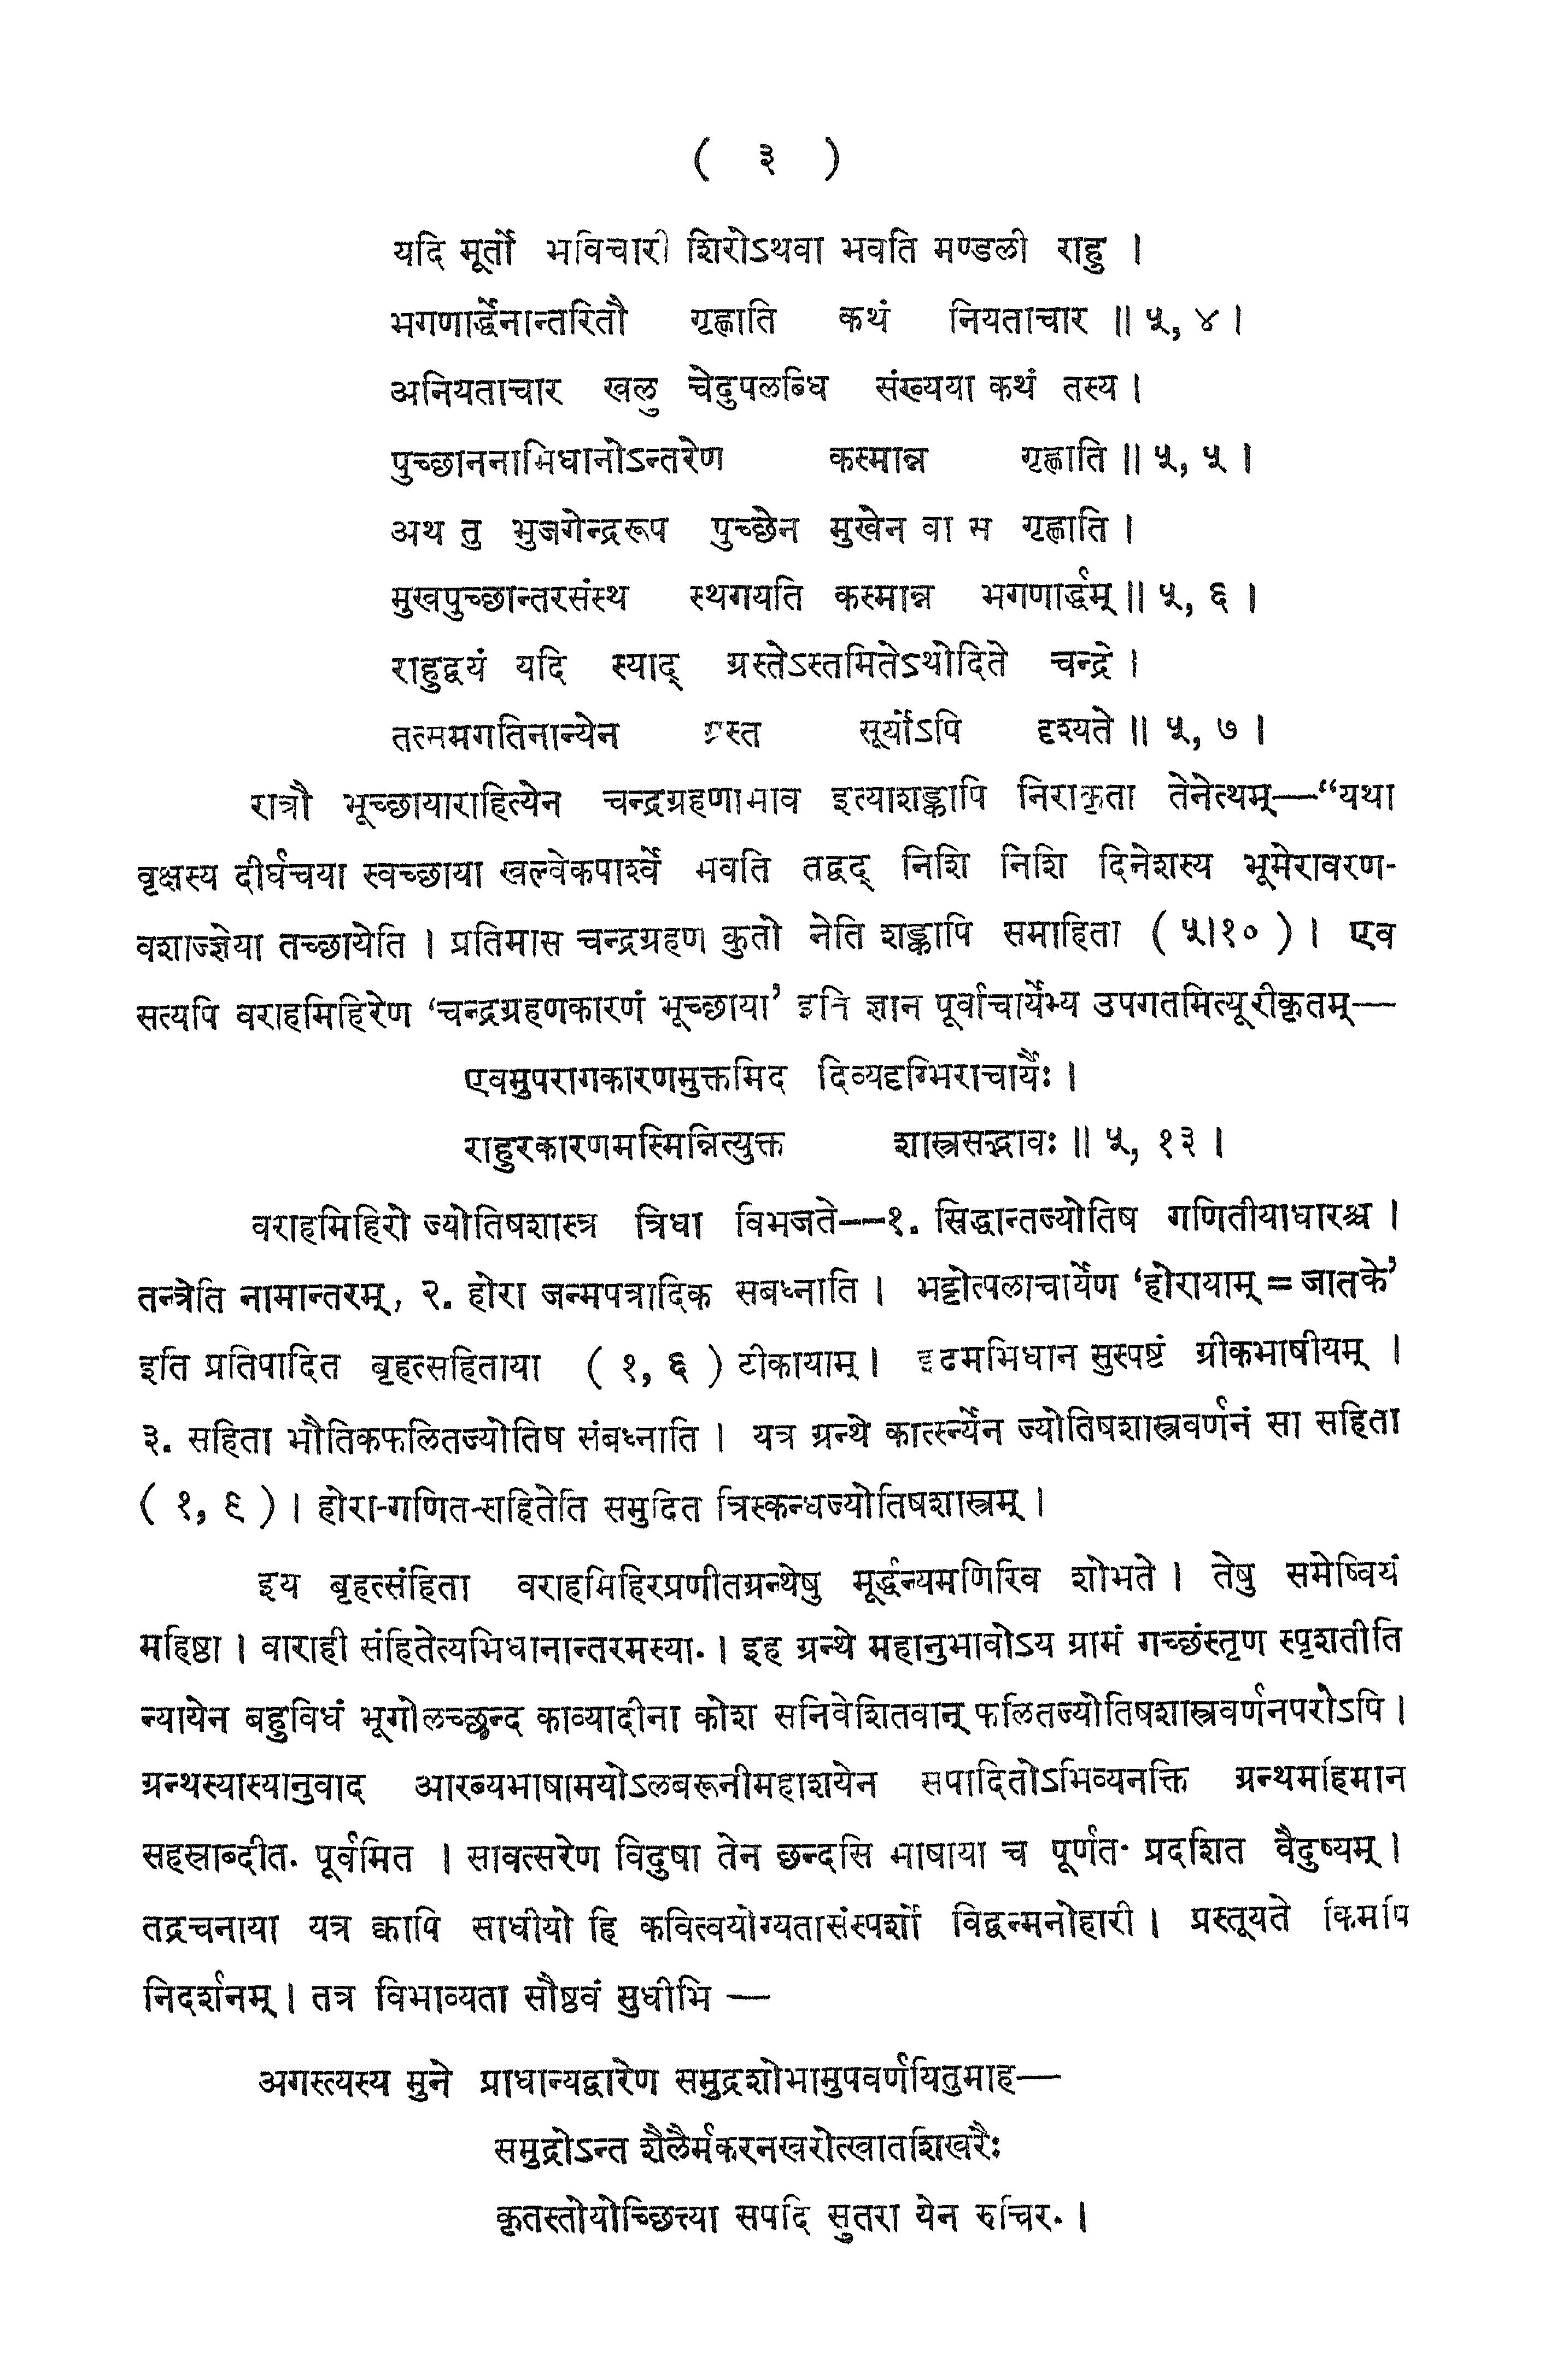 ( ३ )
यदि मूर्तो भविचारी शिरोऽथवा भवति मण्डली राहु ।
भगणार्द्धेनान्तरितौ गृह्णाति कथं नियताचार ॥ ५, ४ ।
अनियताचार खलु चेदुपलब्धि संख्यया कथं तस्य ।
पुच्छाननाभिधानोऽन्तरेण कस्मान्न गृह्णाति ॥ ५, ५ ।
अथ तु भुजगेन्द्ररूप पुच्छेन मुखेन वा स गृह्णाति ।
मुखपुच्छान्तरसंस्थ स्थगयति कस्मान्न भगणार्द्धम् ॥ ५, ६ ।
राहुद्वयं यदि स्याद् ग्रस्तेऽस्तमितेऽथोदिते चन्द्रे ।
तत्समगतिनान्येन ग्रस्त सूर्योऽपि दृश्यते ॥ ५, ७ ।
रात्रौ भूच्छायाराहित्येन चन्द्रग्रहणाभाव इत्याशङ्कापि निराकृता तेनेत्थम्—“यथा
वृक्षस्य दीर्घचया स्वच्छाया खल्वेकपार्श्वे भवति तद्वद् निशि निशि दिनेशस्य भूमेरावरण-
वशाज्ज्ञेया तच्छायेति । प्रतिमास चन्द्रग्रहण कुतो नेति शङ्कापि समाहिता ( ५।१० ) । एव
सत्यपि वराहमिहिरेण ‘चन्द्रग्रहणकारणं भूच्छाया’ इति ज्ञान पूर्वाचार्येभ्य उपगतमित्यूरीकृतम्—
एवमुपरागकारणमुक्तमिद दिव्यदृग्भिराचार्यैः ।
राहुरकारणमस्मिन्नित्युक्त शास्त्रसद्भावः ॥ ५, १३ ।
वराहमिहिरो ज्योतिषशास्त्र त्रिधा विभजते—१. सिद्धान्तज्योतिष गणितीयाधारश्च ।
तन्त्रेति नामान्तरम्, २. होरा जन्मपत्रादिक सबध्नाति । भट्टोत्पलाचार्येण ‘होरायाम् = जातके’
इति प्रतिपादित बृहत्सहिताया ( १, ६ ) टीकायाम् । इदमभिधान सुस्पष्टं ग्रीकभाषीयम् ।
३. सहिता भौतिकफलितज्योतिष संबध्नाति । यत्र ग्रन्थे कार्त्स्न्येन ज्योतिषशास्त्रवर्णनं सा सहिता
( १, ९ ) । होरा-गणित-सहितेति समुदित त्रिस्कन्धज्योतिषशास्त्रम् ।
इय बृहत्संहिता वराहमिहिरप्रणीतग्रन्थेषु मूर्द्धन्यमणिरिव शोभते । तेषु समेष्वियं
महिष्ठा । वाराही संहितेत्यभिधानान्तरमस्या. । इह ग्रन्थे महानुभावोऽय ग्रामं गच्छंस्तृण स्पृशतीति
न्यायेन बहुविधं भूगोलच्छन्द काव्यादीना कोश सनिवेशितवान् फलितज्योतिषशास्त्रवर्णनपरोऽपि ।
ग्रन्थस्यास्यानुवाद आरब्यभाषामयोऽलबरूनीमहाशयेन सपादितोऽभिव्यनक्ति ग्रन्थमहिमान
सहस्राब्दीत. पूर्वमित । सावत्सरेण विदुषा तेन छन्दसि भाषाया च पूर्णत. प्रदशित वैदुष्यम् ।
तद्रचनाया यत्र क्वापि साधीयो हि कवित्वयोग्यतासंस्पर्शो विद्वन्मनोहारी । प्रस्तूयते किमपि
निदर्शनम् । तत्र विभाव्यता सौष्ठवं सुधीभि —
अगस्त्यस्य मुने प्राधान्यद्वारेण समुद्रशोभामुपवर्णयितुमाह—
समुद्रोऽन्त शैलैर्मकरनखरोत्खातशिखरैः
कृतस्तोयोच्छित्त्या सपदि सुतरा येन रुचिर. ।